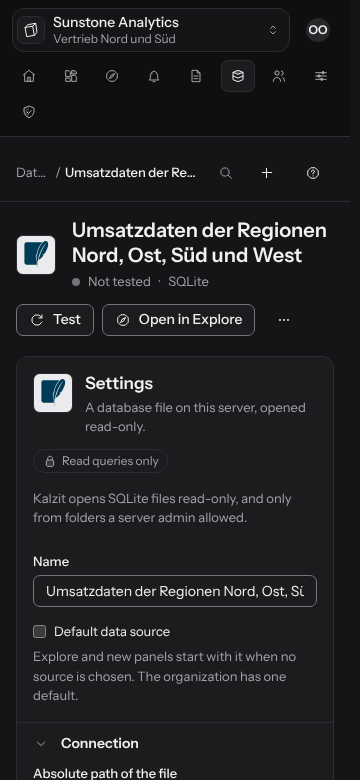 Sunstone Analytics
Vertrieb Nord und Süd
OO
Dat... / Umsatzdaten der Re...
Umsatzdaten der Regionen
Nord, Ost, Süd und West
Not tested · SQLite
Test
Open in Explore
...
Settings
A database file on this server, opened
read-only.
Read queries only
Kalzit opens SQLite files read-only, and only
from folders a server admin allowed.
Name
Umsatzdaten der Regionen Nord, Ost, Sü
Default data source
Explore and new panels start with it when no
source is chosen. The organization has one
default.
Connection
Absolute path of the file